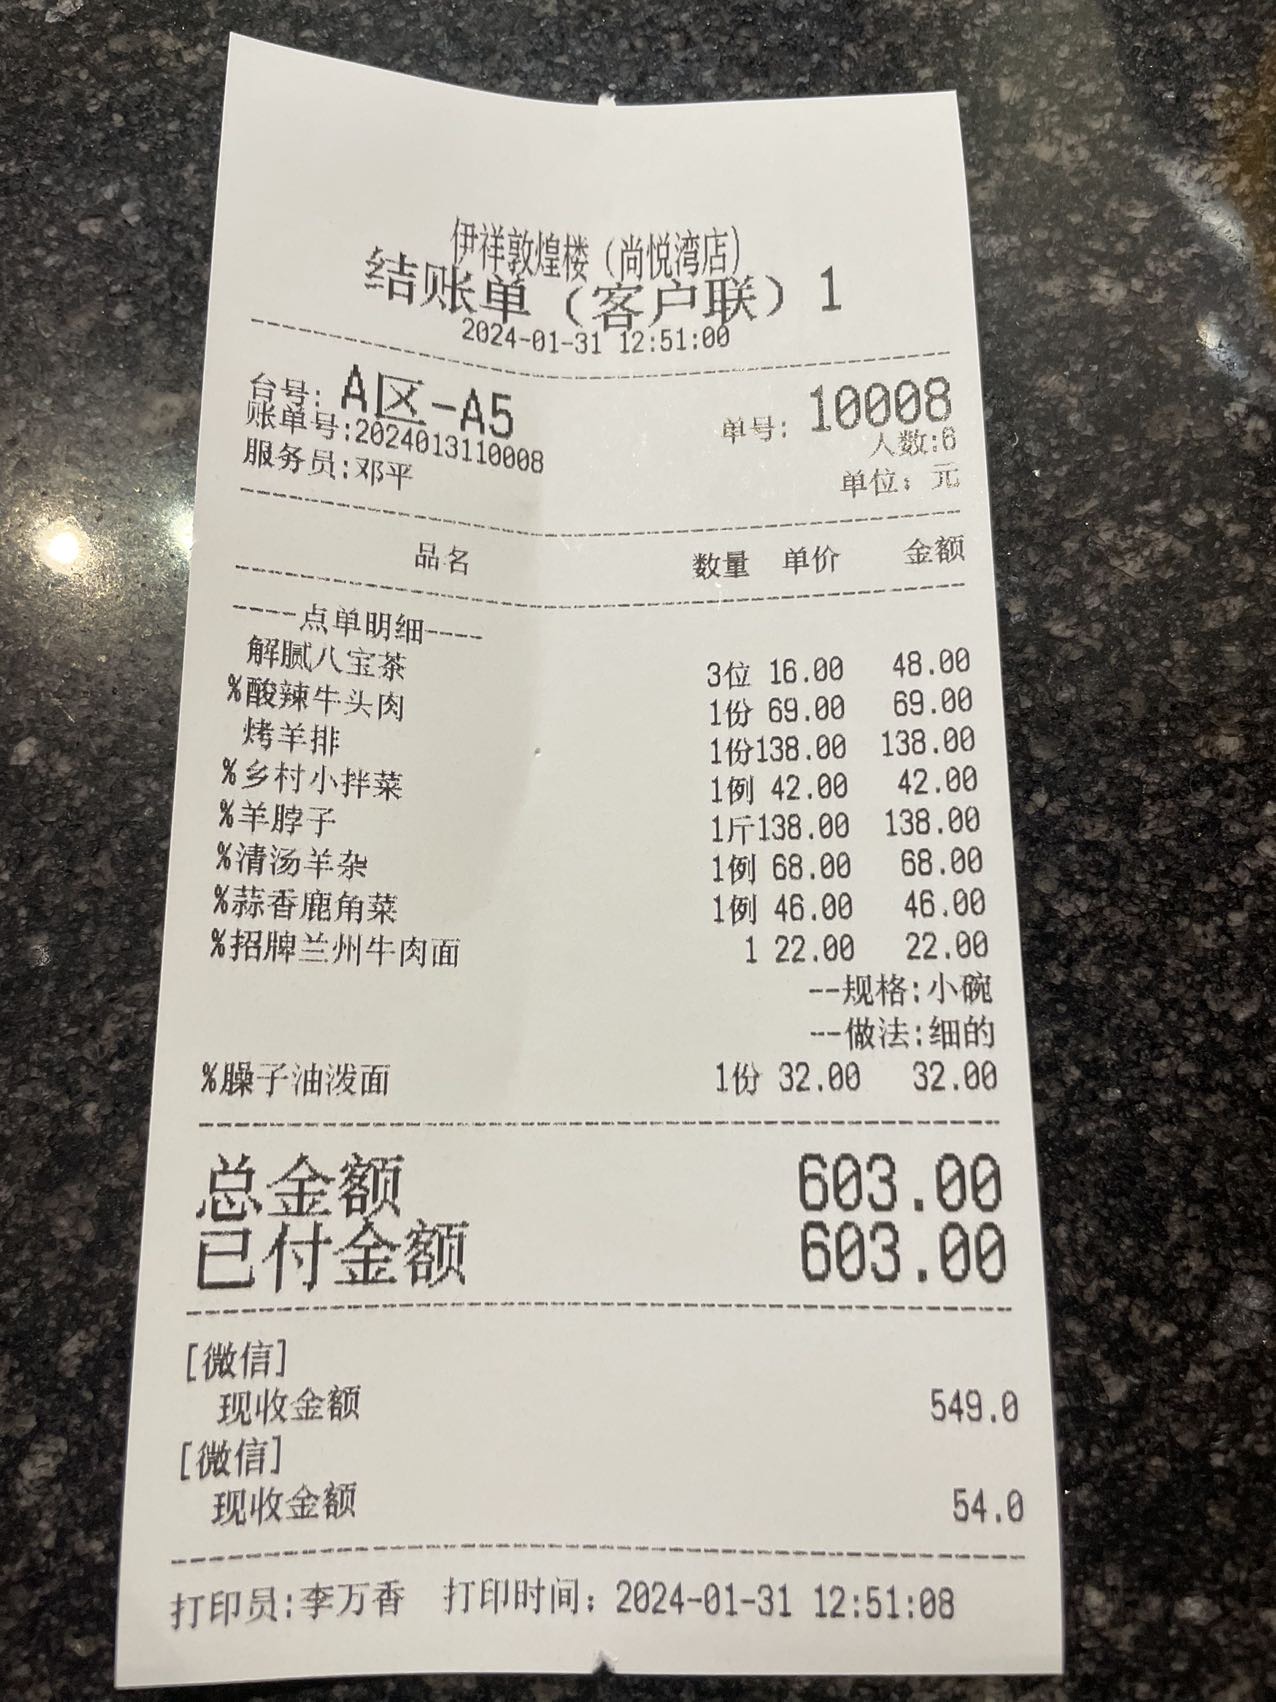 伊祥敦煌楼（尚悦湾店）
结账单（客户联）1
2024-01-31 12:51:00
台号: A区-A5 单号: 10008
账单号:2024013110008 人数:6
服务员:邓平 单位: 元
品名 数量 单价 金额
----点单明细----
解腻八宝茶 3位 16.00 48.00
%酸辣牛头肉 1份 69.00 69.00
烤羊排 1份138.00 138.00
%乡村小拌菜 1例 42.00 42.00
%羊脖子 1斤138.00 138.00
%清汤羊杂 1例 68.00 68.00
%蒜香鹿角菜 1例 46.00 46.00
%招牌兰州牛肉面 1 22.00 22.00
--规格:小碗
--做法:细的
%臊子油泼面 1份 32.00 32.00
总金额 603.00
已付金额 603.00
[微信]
现收金额 549.0
[微信]
现收金额 54.0
打印员:李万香 打印时间: 2024-01-31 12:51:08